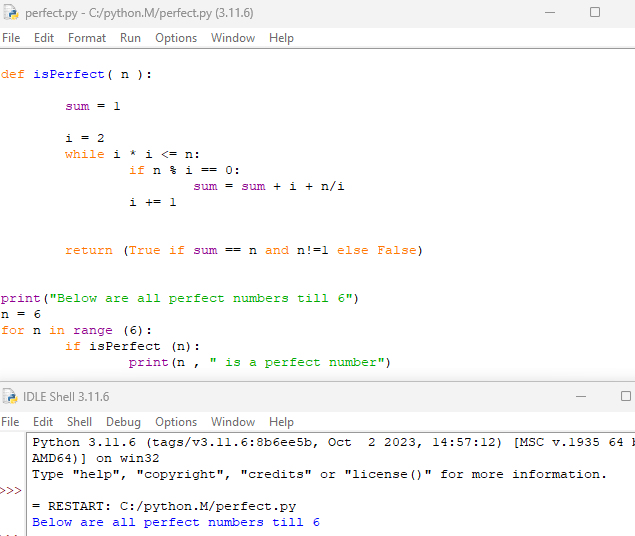 perfect.py - C:/python.M/perfect.py (3.11.6)
File Edit Format Run Options Window Help
def isPerfect( n ):
sum = 1
i = 2
while i * i <= n:
if n % i == 0:
sum = sum + i + n/i
i += 1
return (True if sum == n and n!=1 else False)
print("Below are all perfect numbers till 6")
n = 6
for n in range (6):
if isPerfect (n):
print(n , " is a perfect number")
IDLE Shell 3.11.6
File Edit Shell Debug Options Window Help
Python 3.11.6 (tags/v3.11.6:8b6ee5b, Oct 2 2023, 14:57:12) [MSC v.1935 64
AMD64)] on win32
Type "help", "copyright", "credits" or "license()" for more information.
>>>
= RESTART: C:/python.M/perfect.py
Below are all perfect numbers till 6